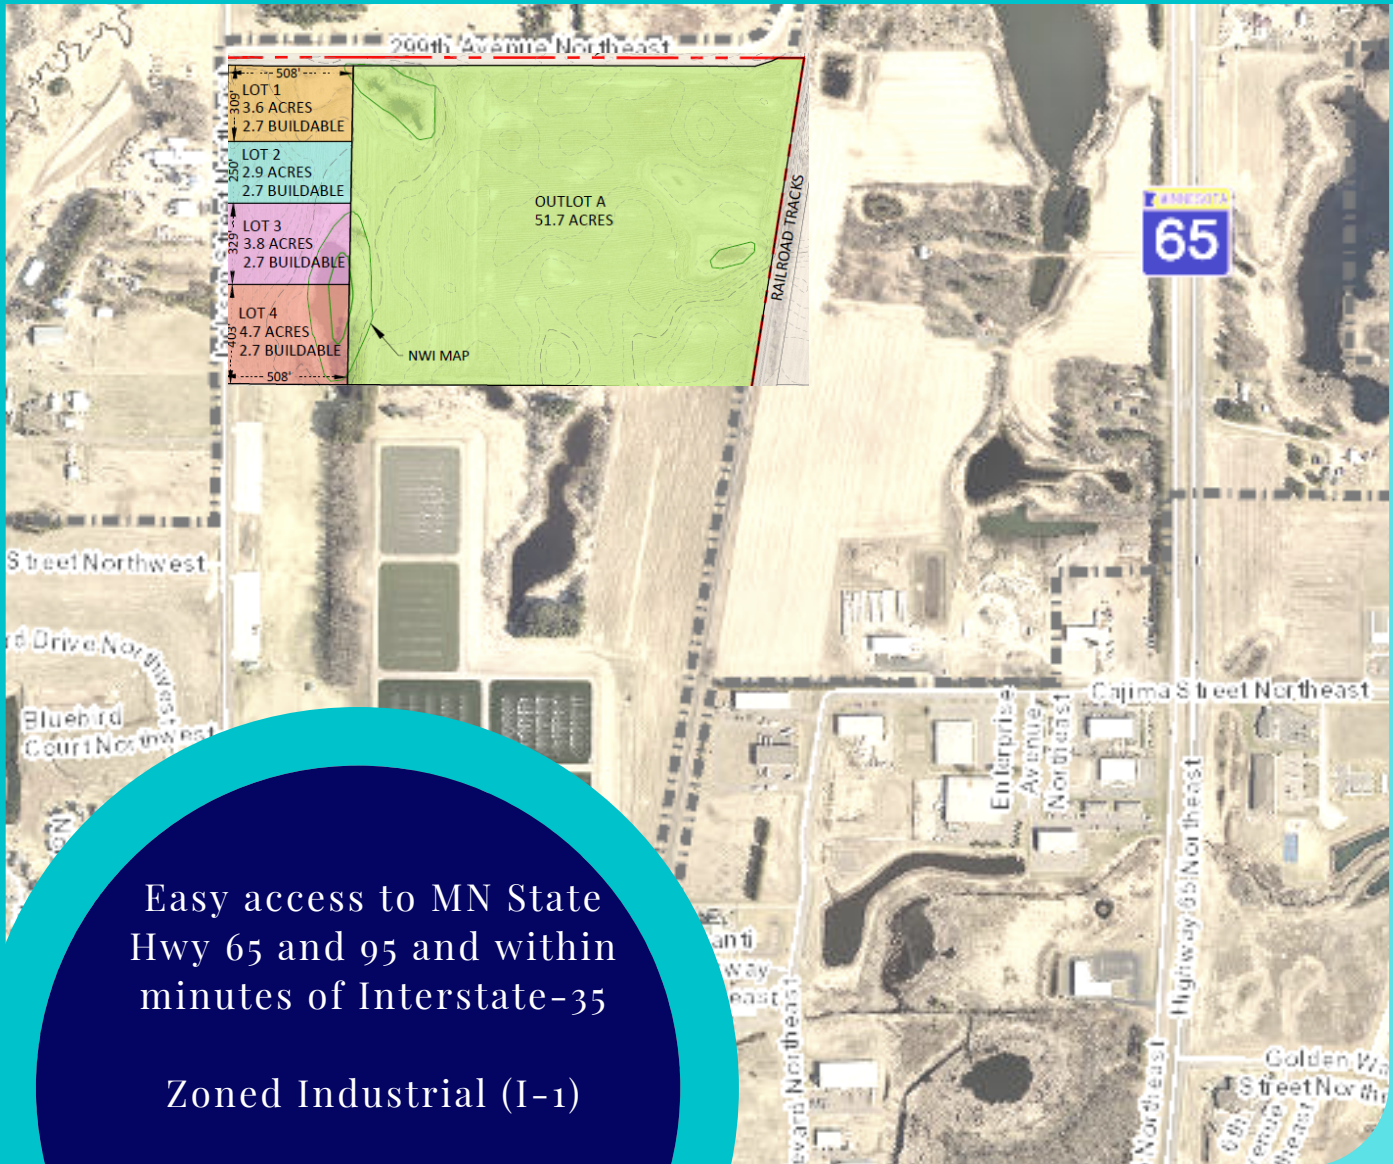 299th Avenue Northeast
508'
309'
LOT 1
3.6 ACRES
2.7 BUILDABLE
250'
LOT 2
2.9 ACRES
2.7 BUILDABLE
329'
LOT 3
3.8 ACRES
2.7 BUILDABLE
403'
LOT 4
4.7 ACRES
2.7 BUILDABLE
508'
NWI MAP
OUTLOT A
51.7 ACRES
RAILROAD TRACKS
MINNESOTA
65
Street Northwest
Drive Northwest
Bluebird
Court Northwest
Cajima Street Northeast
Enterprise
Avenue
Northeast
Highway 65 Northeast
Northeast
Golden
Street
Easy access to MN State
Hwy 65 and 95 and within
minutes of Interstate-35
Zoned Industrial (I-1)